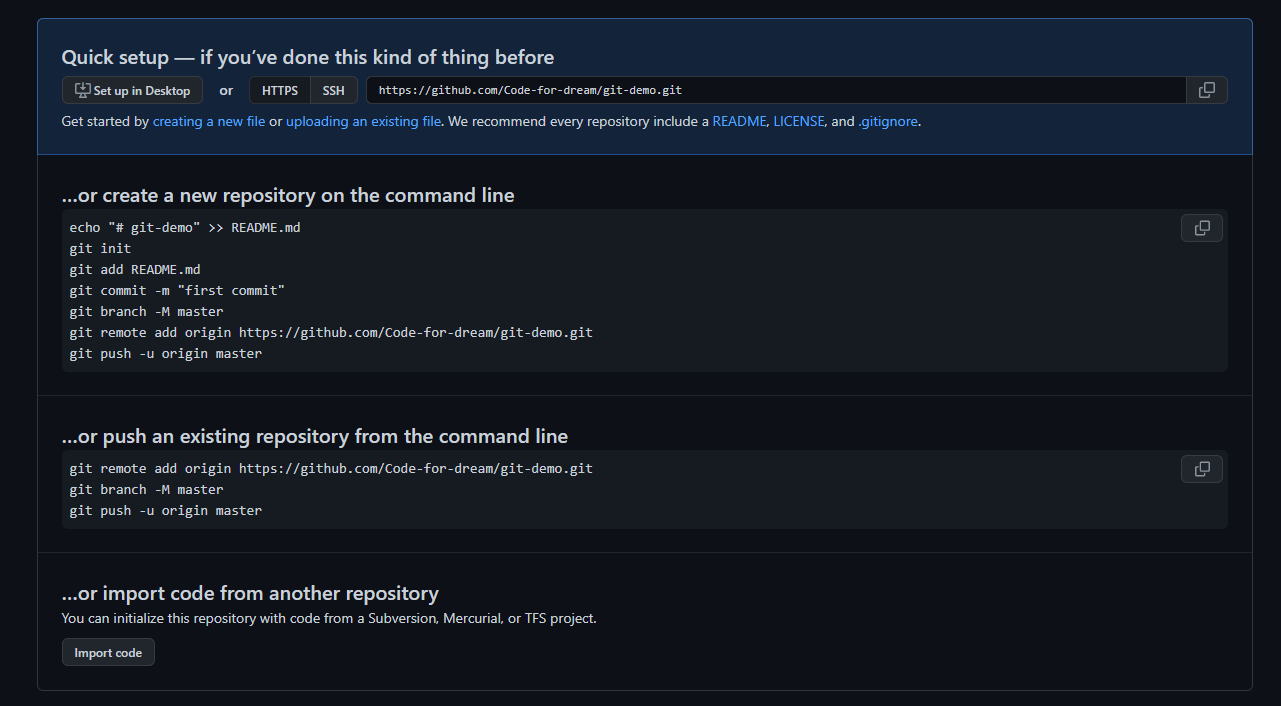 Quick setup — if you’ve done this kind of thing before
Set up in Desktop or HTTPS SSH https://github.com/Code-for-dream/git-demo.git
Get started by creating a new file or uploading an existing file. We recommend every repository include a README, LICENSE, and .gitignore.
…or create a new repository on the command line
echo "# git-demo" >> README.md
git init
git add README.md
git commit -m "first commit"
git branch -M master
git remote add origin https://github.com/Code-for-dream/git-demo.git
git push -u origin master
…or push an existing repository from the command line
git remote add origin https://github.com/Code-for-dream/git-demo.git
git branch -M master
git push -u origin master
…or import code from another repository
You can initialize this repository with code from a Subversion, Mercurial, or TFS project.
Import code